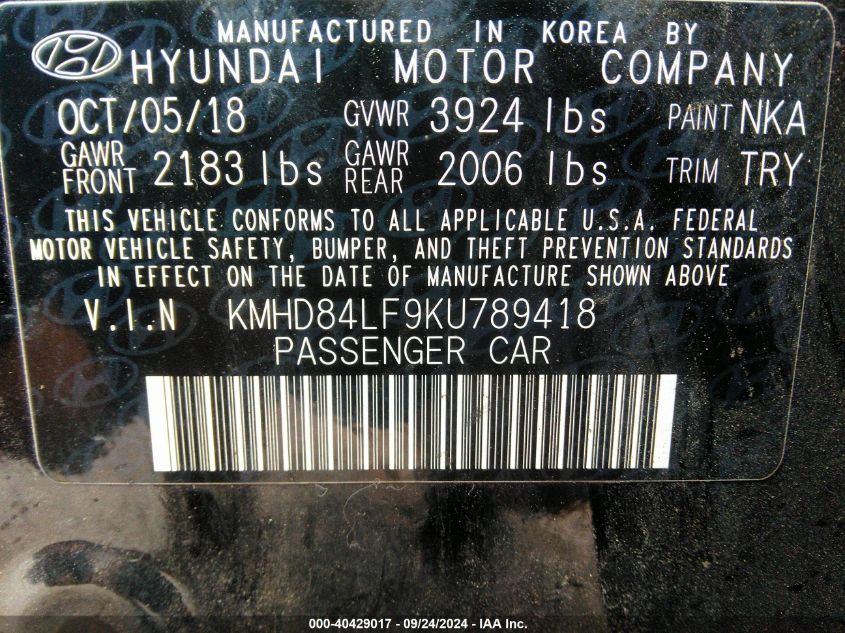 MANUFACTURED IN KOREA BY
HYUNDAI MOTOR COMPANY
OCT/05/18 GVWR 3924 lbs PAINT NKA
GAWR FRONT 2183 lbs GAWR REAR 2006 lbs TRIM TRY
THIS VEHICLE CONFORMS TO ALL APPLICABLE U.S.A. FEDERAL
MOTOR VEHICLE SAFETY, BUMPER, AND THEFT PREVENTION STANDARDS
IN EFFECT ON THE DATE OF MANUFACTURE SHOWN ABOVE
V.I.N KMHD84LF9KU789418
PASSENGER CAR
000-40429017 - 09/24/2024 - IAA Inc.